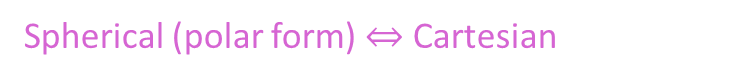 Spherical (polar form) ⇔ Cartesian